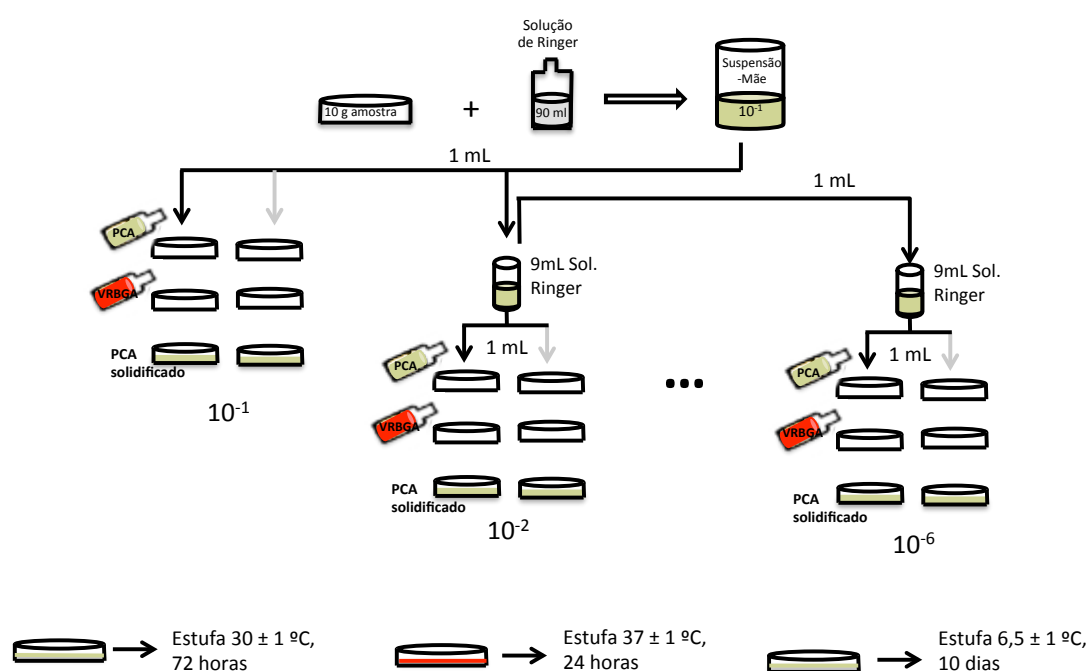 Solução
de Ringer
Suspensão
-Mãe
10 g amostra
+
90 ml
10⁻¹
1 mL
1 mL
PCA
VRBGA
PCA
solidificado
10⁻¹
9mL Sol.
Ringer
1 mL
PCA
VRBGA
PCA
solidificado
10⁻²
...
9mL Sol.
Ringer
1 mL
PCA
VRBGA
PCA
solidificado
10⁻⁶
Estufa 30 ± 1 ºC,
72 horas
Estufa 37 ± 1 ºC,
24 horas
Estufa 6,5 ± 1 ºC,
10 dias